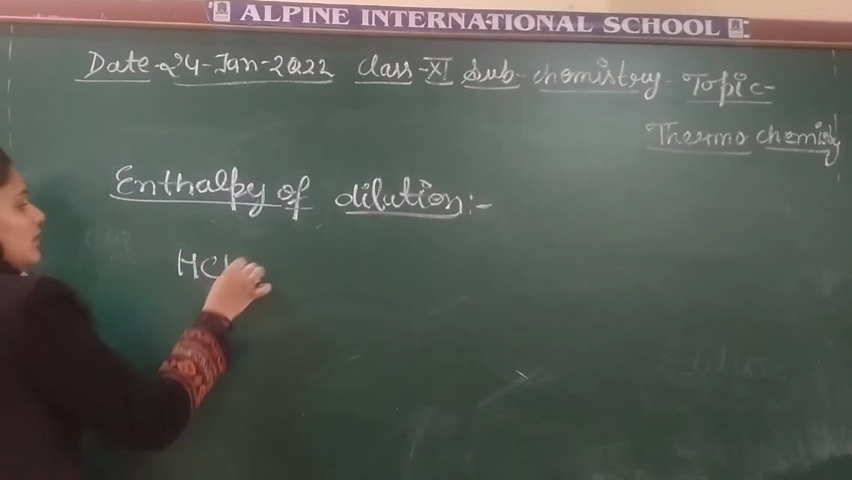 ALPINE INTERNATIONAL SCHOOL
Date-24-Jan-2022 Class-XI Sub-chemistry-Topic-
Thermo chemistry
Enthalpy of dilution:-
HCl